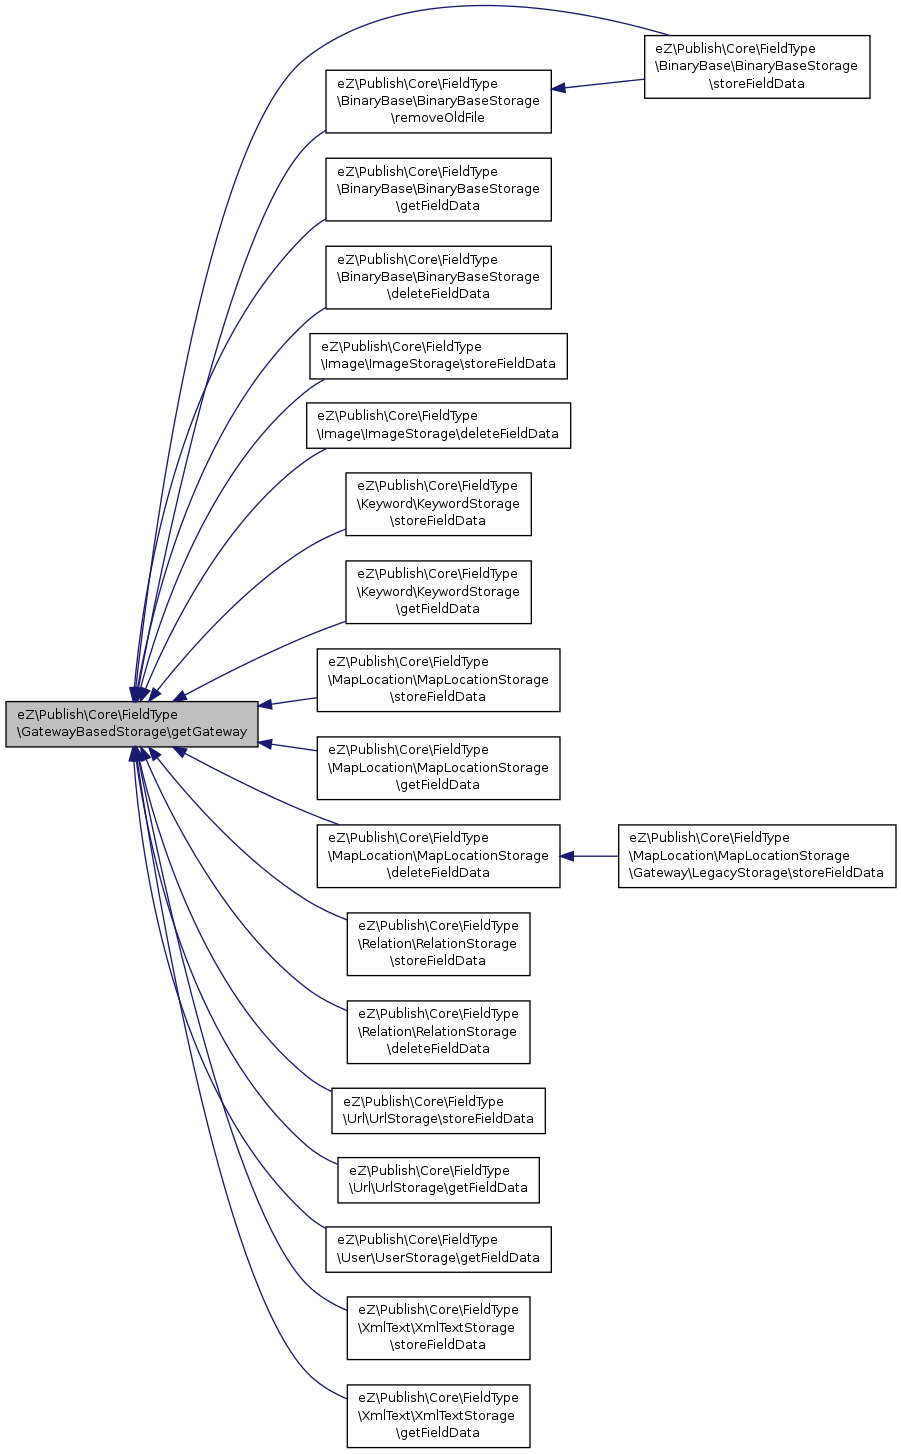 eZ\Publish\Core\FieldType
\BinaryBase\BinaryBaseStorage
\storeFieldData
eZ\Publish\Core\FieldType
\BinaryBase\BinaryBaseStorage
\removeOldFile
eZ\Publish\Core\FieldType
\BinaryBase\BinaryBaseStorage
\getFieldData
eZ\Publish\Core\FieldType
\BinaryBase\BinaryBaseStorage
\deleteFieldData
eZ\Publish\Core\FieldType
\Image\ImageStorage\storeFieldData
eZ\Publish\Core\FieldType
\Image\ImageStorage\deleteFieldData
eZ\Publish\Core\FieldType
\Keyword\KeywordStorage
\storeFieldData
eZ\Publish\Core\FieldType
\Keyword\KeywordStorage
\getFieldData
eZ\Publish\Core\FieldType
\MapLocation\MapLocationStorage
\storeFieldData
eZ\Publish\Core\FieldType
\GatewayBasedStorage\getGateway
eZ\Publish\Core\FieldType
\MapLocation\MapLocationStorage
\getFieldData
eZ\Publish\Core\FieldType
\MapLocation\MapLocationStorage
\deleteFieldData
eZ\Publish\Core\FieldType
\MapLocation\MapLocationStorage
\Gateway\LegacyStorage\storeFieldData
eZ\Publish\Core\FieldType
\Relation\RelationStorage
\storeFieldData
eZ\Publish\Core\FieldType
\Relation\RelationStorage
\deleteFieldData
eZ\Publish\Core\FieldType
\Url\UrlStorage\storeFieldData
eZ\Publish\Core\FieldType
\Url\UrlStorage\getFieldData
eZ\Publish\Core\FieldType
\User\UserStorage\getFieldData
eZ\Publish\Core\FieldType
\XmlText\XmlTextStorage
\storeFieldData
eZ\Publish\Core\FieldType
\XmlText\XmlTextStorage
\getFieldData